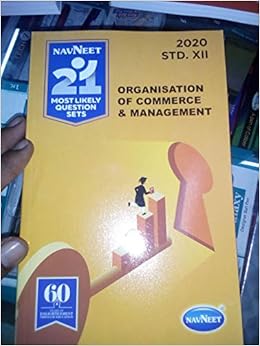 NAVNEET
21
MOST LIKELY
QUESTION
SETS
2020
STD. XII
ORGANISATION
OF COMMERCE
& MANAGEMENT
60
NAVNEET